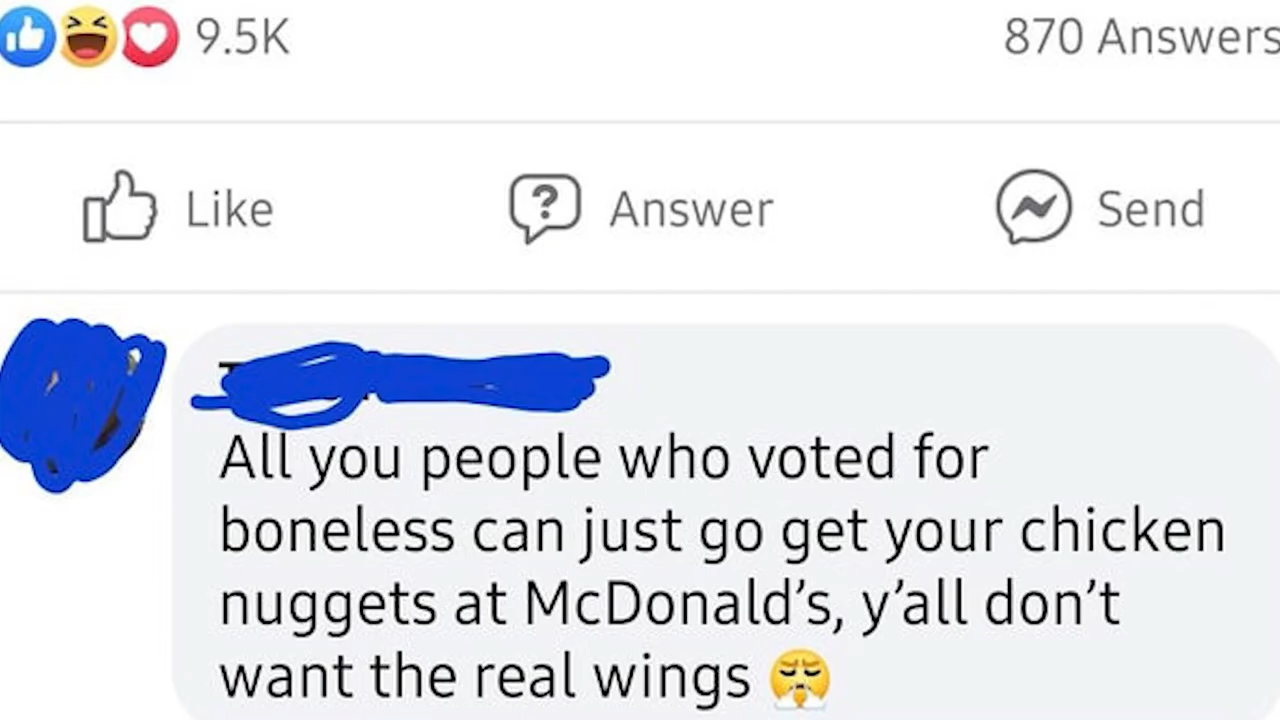 9.5K 870 Answers
Like Answer Send
All you people who voted for
boneless can just go get your chicken
nuggets at McDonald's, y'all don't
want the real wings 😤